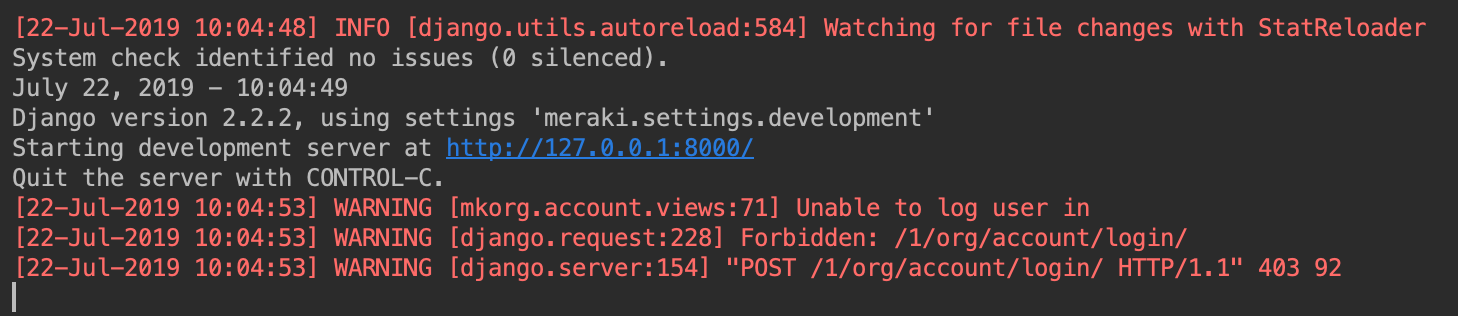 [22-Jul-2019 10:04:48] INFO [django.utils.autoreload:584] Watching for file changes with StatReloader
System check identified no issues (0 silenced).
July 22, 2019 - 10:04:49
Django version 2.2.2, using settings 'meraki.settings.development'
Starting development server at http://127.0.0.1:8000/
Quit the server with CONTROL-C.
[22-Jul-2019 10:04:53] WARNING [mkorg.account.views:71] Unable to log user in
[22-Jul-2019 10:04:53] WARNING [django.request:228] Forbidden: /1/org/account/login/
[22-Jul-2019 10:04:53] WARNING [django.server:154] "POST /1/org/account/login/ HTTP/1.1" 403 92